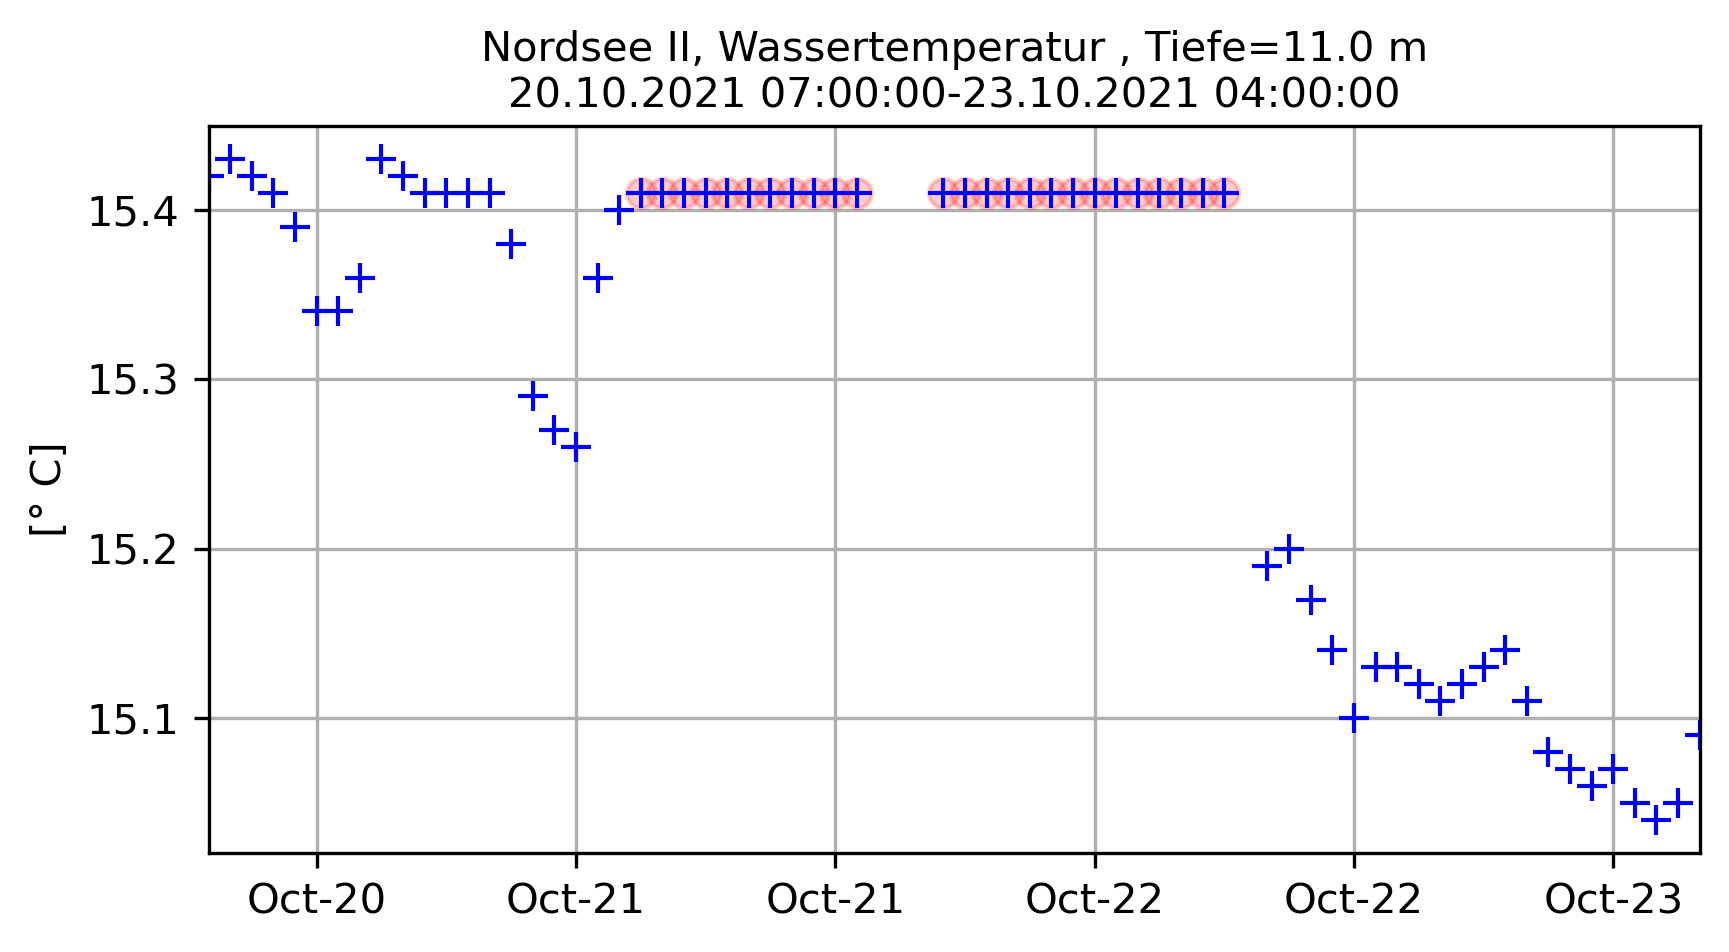 Nordsee II, Wassertemperatur , Tiefe=11.0 m
20.10.2021 07:00:00-23.10.2021 04:00:00
15.4
15.3
15.2
15.1
[° C]
Oct-20 Oct-21 Oct-21 Oct-22 Oct-22 Oct-23